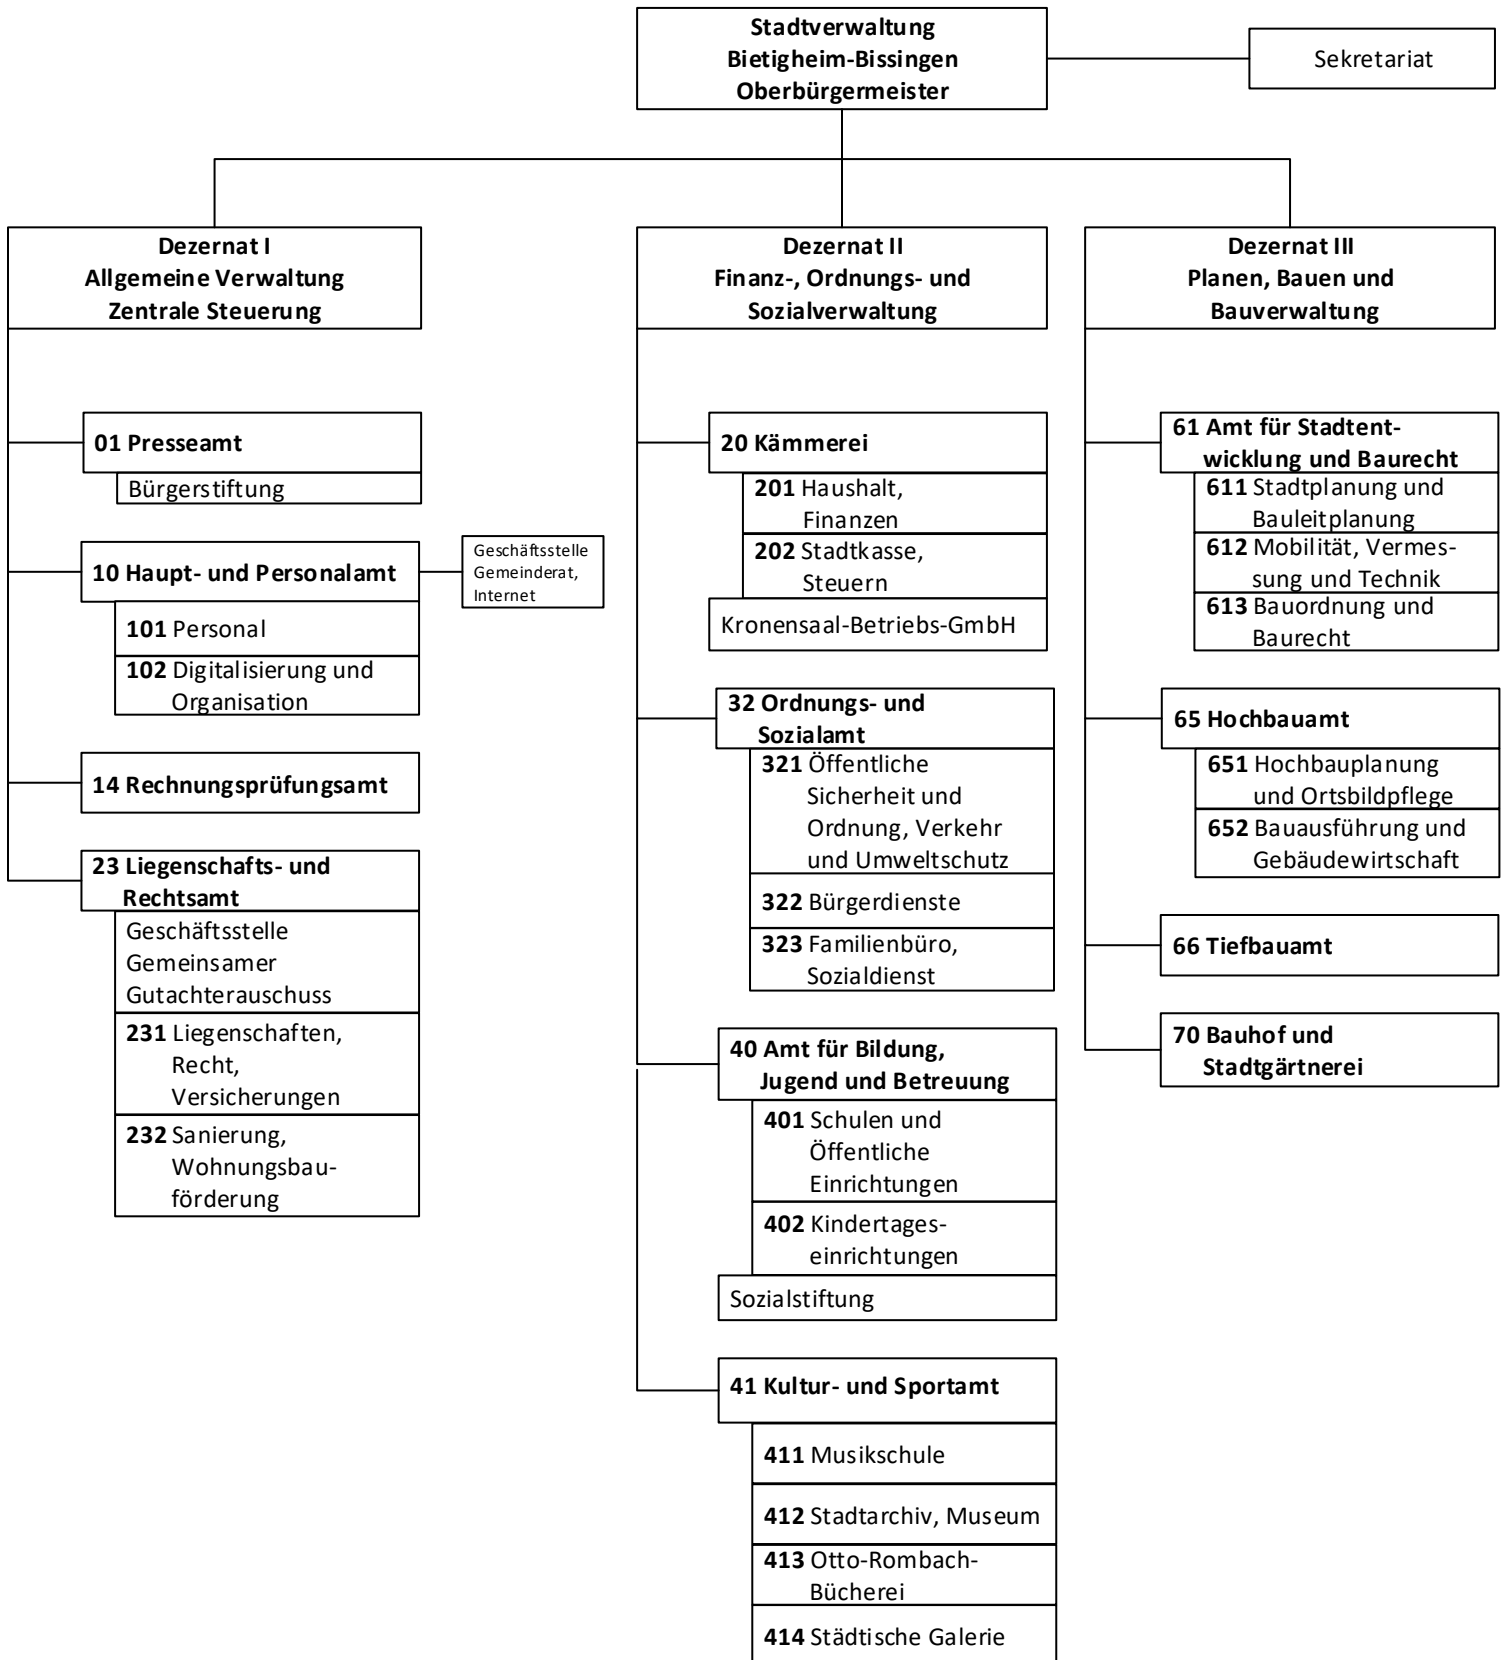 Stadtverwaltung
Bietigheim-Bissingen
Oberbürgermeister
Sekretariat
Dezernat I
Allgemeine Verwaltung
Zentrale Steuerung
01 Presseamt
Bürgerstiftung
10 Haupt- und Personalamt
Geschäftsstelle
Gemeinderat,
Internet
101 Personal
102 Digitalisierung und
Organisation
14 Rechnungsprüfungsamt
23 Liegenschafts- und
Rechtsamt
Geschäftsstelle
Gemeinsamer
Gutachterauschuss
231 Liegenschaften,
Recht,
Versicherungen
232 Sanierung,
Wohnungsbau-
förderung
Dezernat II
Finanz-, Ordnungs- und
Sozialverwaltung
20 Kämmerei
201 Haushalt,
Finanzen
202 Stadtkasse,
Steuern
Kronensaal-Betriebs-GmbH
32 Ordnungs- und
Sozialamt
321 Öffentliche
Sicherheit und
Ordnung, Verkehr
und Umweltschutz
322 Bürgerdienste
323 Familienbüro,
Sozialdienst
40 Amt für Bildung,
Jugend und Betreuung
401 Schulen und
Öffentliche
Einrichtungen
402 Kindertages-
einrichtungen
Sozialstiftung
41 Kultur- und Sportamt
411 Musikschule
412 Stadtarchiv, Museum
413 Otto-Rombach-
Bücherei
414 Städtische Galerie
Dezernat III
Planen, Bauen und
Bauverwaltung
61 Amt für Stadtent-
wicklung und Baurecht
611 Stadtplanung und
Bauleitplanung
612 Mobilität, Vermes-
sung und Technik
613 Bauordnung und
Baurecht
65 Hochbauamt
651 Hochbauplanung
und Ortsbildpflege
652 Bauausführung und
Gebäudewirtschaft
66 Tiefbauamt
70 Bauhof und
Stadtgärtnerei